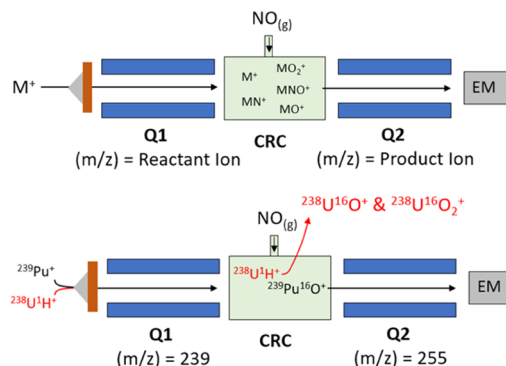 NO(g)
M⁺
M⁺ MO₂⁺
MNO⁺
MN⁺ MO⁺
EM
Q1 CRC Q2
(m/z) = Reactant Ion (m/z) = Product Ion
²³⁸U¹⁶O⁺ & ²³⁸U¹⁶O₂⁺
NO(g)
²³⁹Pu⁺
²³⁸U¹H⁺
²³⁸U¹H⁺
²³⁹Pu¹⁶O⁺
EM
Q1 CRC Q2
(m/z) = 239 (m/z) = 255